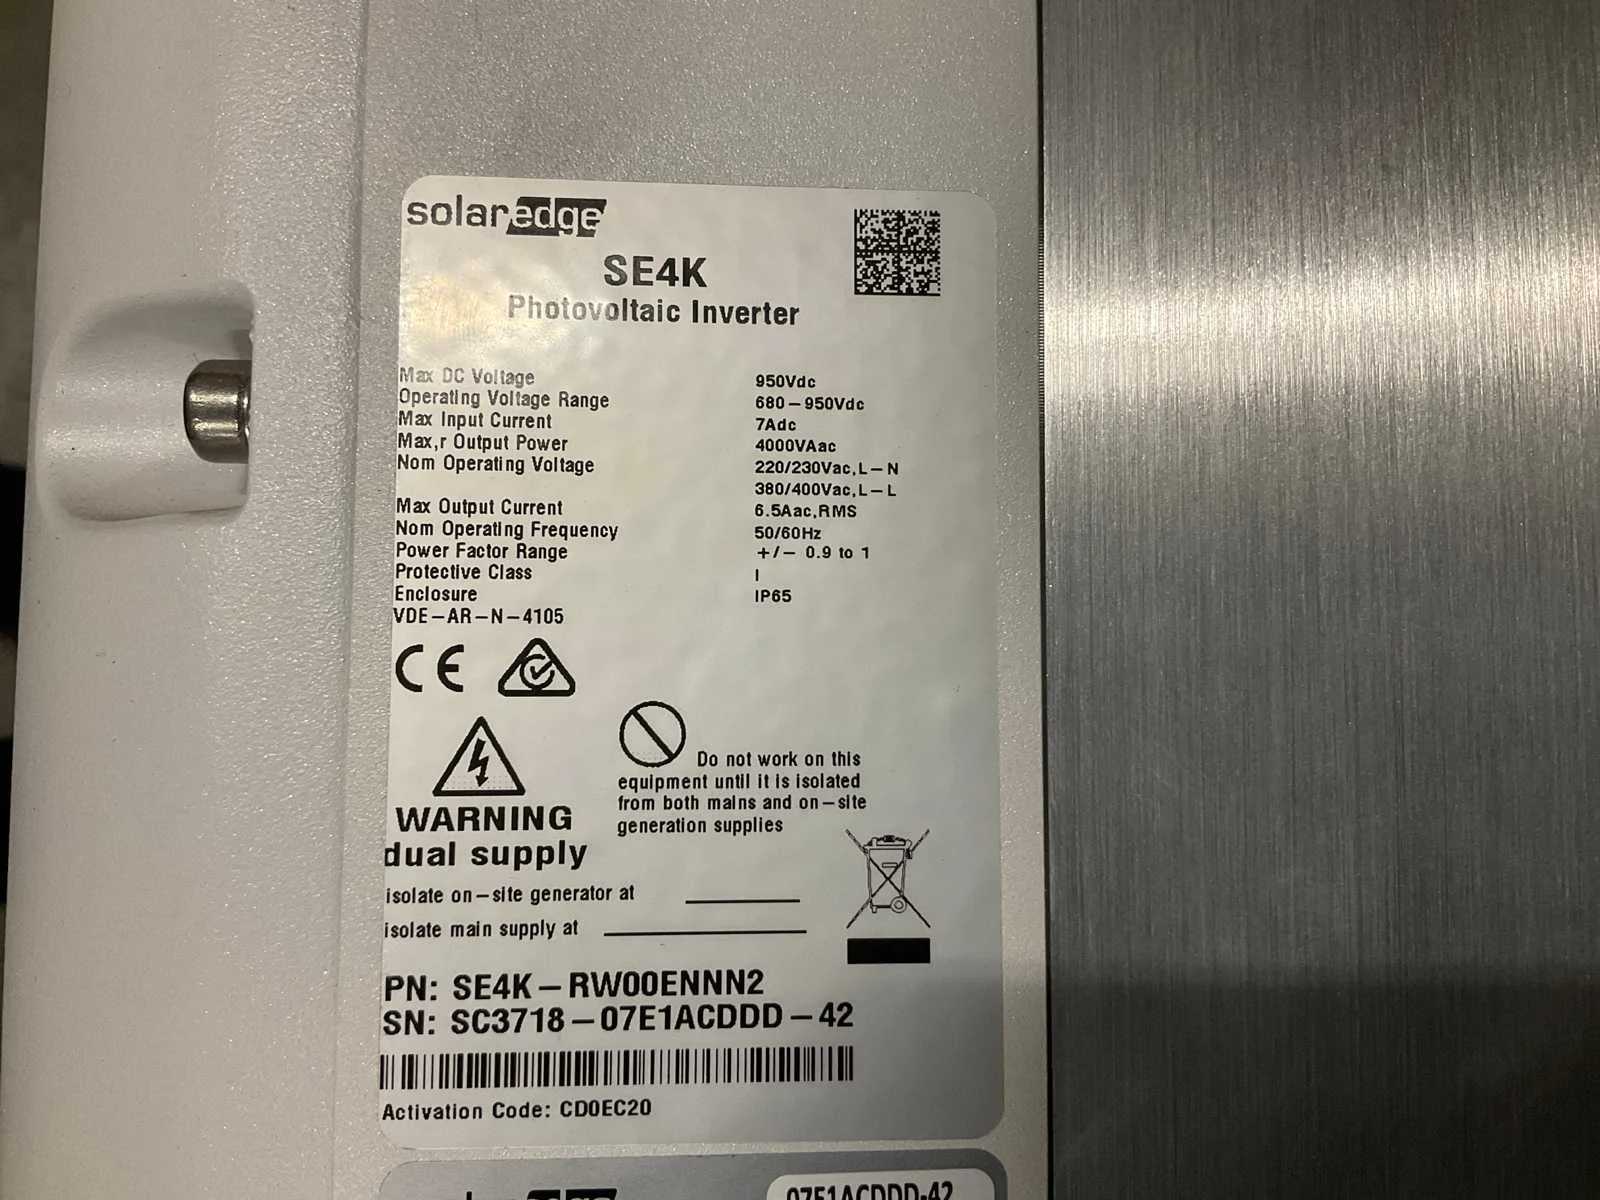 solaredge
SE4K
Photovoltaic Inverter
Max DC Voltage 950Vdc
Operating Voltage Range 680-950Vdc
Max Input Current 7Adc
Max,r Output Power 4000VAac
Nom Operating Voltage 220/230Vac,L-N
380/400Vac,L-L
Max Output Current 6.5Aac,RMS
Nom Operating Frequency 50/60Hz
Power Factor Range +/- 0.9 to 1
Protective Class I
Enclosure IP65
VDE-AR-N-4105
CE
Do not work on this
equipment until it is isolated
from both mains and on-site
generation supplies
WARNING
dual supply
isolate on-site generator at
isolate main supply at
PN: SE4K-RW00ENNN2
SN: SC3718-07E1ACDDD-42
Activation Code: CD0EC20
solaredge
07E1ACDDD-42